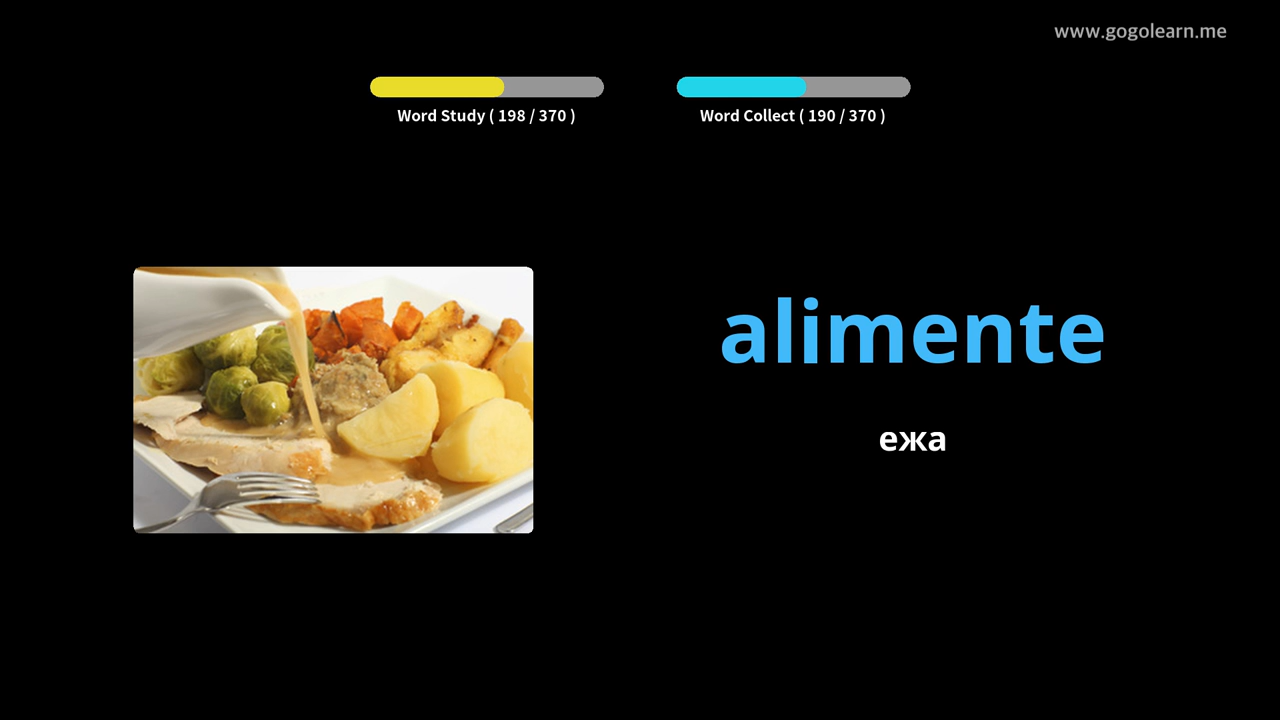 www.gogolearn.me
Word Study ( 198 / 370 )
Word Collect ( 190 / 370 )
alimente
ежа